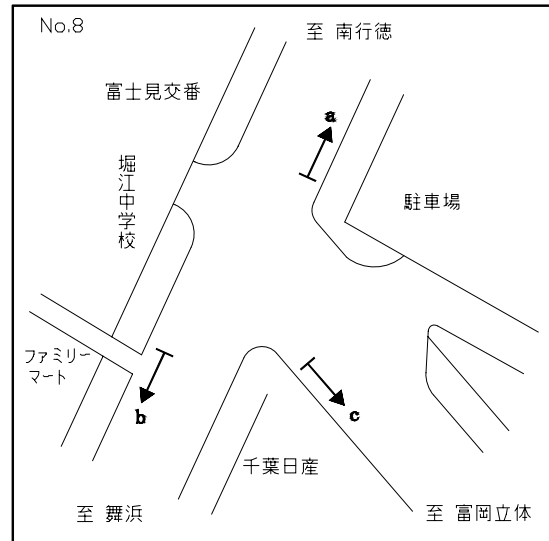 No.8
至 南行徳
富士見交番
a
堀江中学校
駐車場
ファミリー
マート
b
c
千葉日産
至 舞浜
至 富岡立体